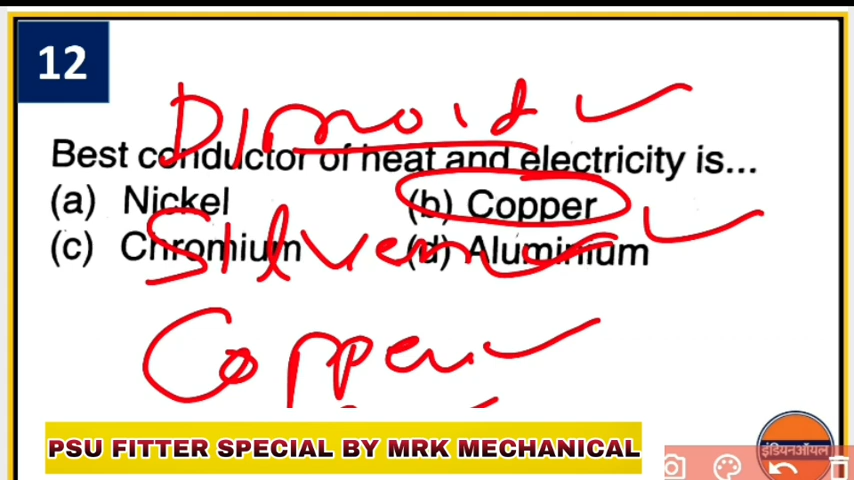 12
Dimoid
Best conductor of heat and electricity is...
(a) Nickel (b) Copper
Silver
(c) Chromium (d) Aluminium
Copper
PSU FITTER SPECIAL BY MRK MECHANICAL
इंडियनऑयल